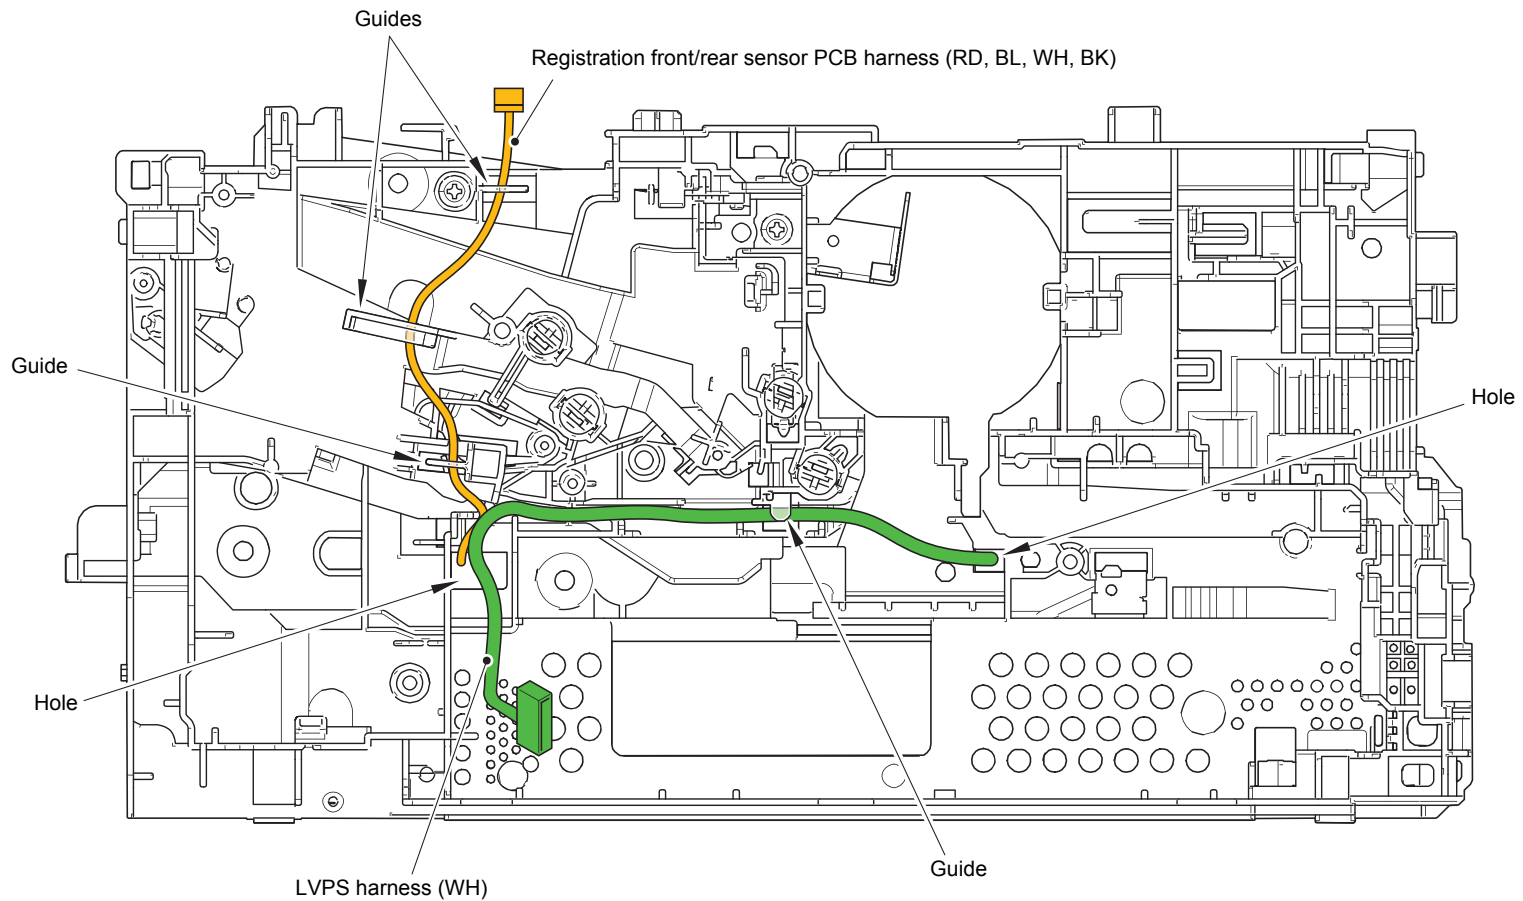 Guides
Registration front/rear sensor PCB harness (RD, BL, WH, BK)
Guide
Hole
Hole
Guide
LVPS harness (WH)